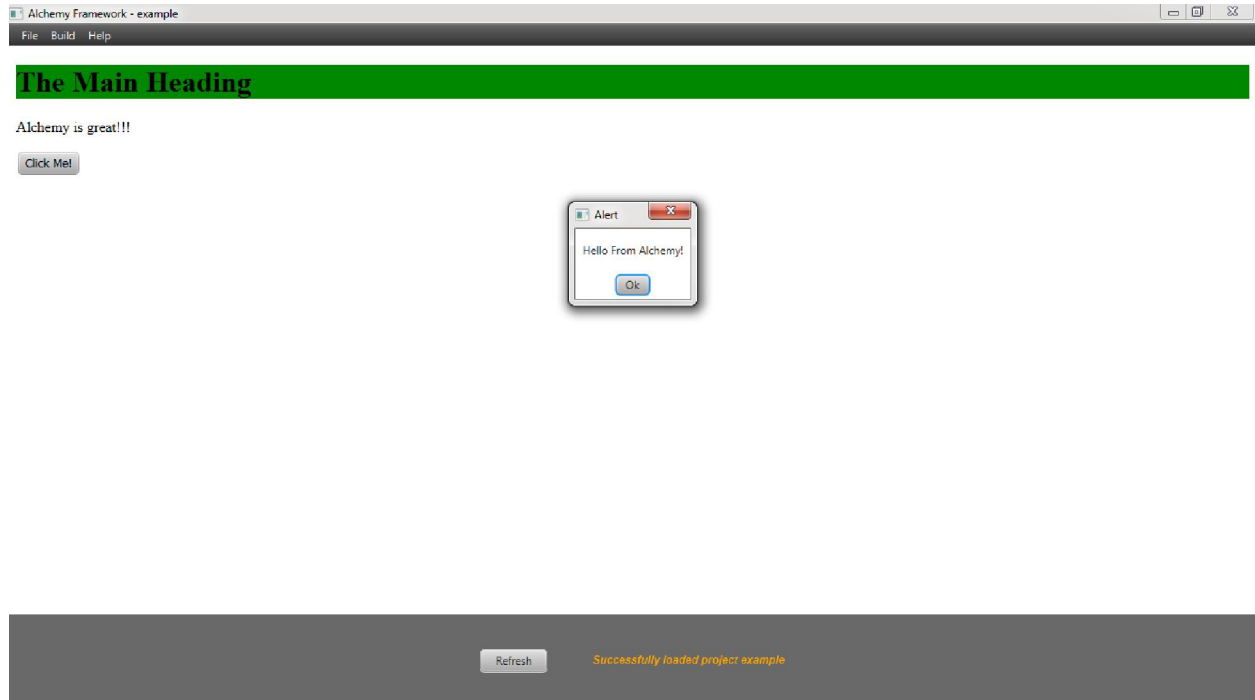 Alchemy Framework - example
File Build Help
The Main Heading
Alchemy is great!!!
Click Me!
Alert
Hello From Alchemy!
Ok
Refresh
Successfully loaded project example